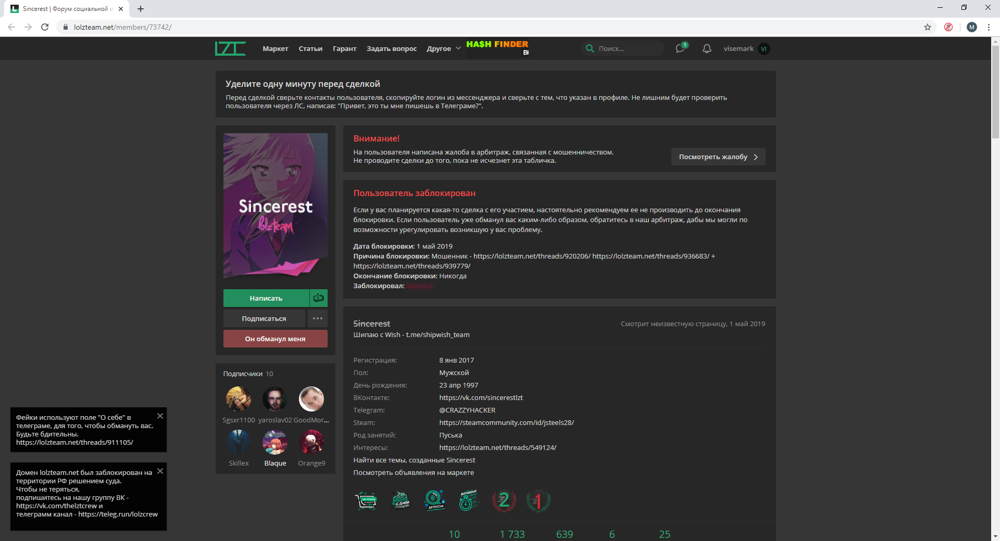 Sincerest | Форум социальной и
lolzteam.net/members/73742/
M
LZT
Маркет
Статьи
Гарант
Задать вопрос
Другое
HA$H FINDER
EM
Поиск...
1
visemark
VI
Уделите одну минуту перед сделкой
Перед сделкой сверьте контакты пользователя, скопируйте логин из мессенджера и сверьте с тем, что указан в профиле. Не лишним будет проверить
пользователя через ЛС, написав: "Привет, это ты мне пишешь в Телеграме?".
Sincerest
lolzteam
Написать
Подписаться
Он обманул меня
Подписчики 10
Sgsxr1100
yaroslav02
GoodMor...
Skillex
Blaque
Orange9
Внимание!
На пользователя написана жалоба в арбитраж, связанная с мошенничеством.
Не проводите сделки до того, пока не исчезнет эта табличка.
Посмотреть жалобу
Пользователь заблокирован
Если у вас планируется какая-то сделка с его участием, настоятельно рекомендуем ее не производить до окончания
блокировки. Если пользователь уже обманул вас каким-либо образом, обратитесь в наш арбитраж, дабы мы могли по
возможности урегулировать возникшую у вас проблему.
Дата блокировки: 1 май 2019
Причина блокировки: Мошенник - https://lolzteam.net/threads/920206/ https://lolzteam.net/threads/936683/ +
https://lolzteam.net/threads/939779/
Окончание блокировки: Никогда
Заблокировал: lastnova
Sincerest
Смотрит неизвестную страницу, 1 май 2019
Шипаю с Wish - t.me/shipwish_team
Регистрация: 8 янв 2017
Пол: Мужской
День рождения: 23 апр 1997
ВКонтакте: https://vk.com/sincerestlzt
Telegram: @CRAZZYHACKER
Steam: https://steamcommunity.com/id/jsteels28/
Род занятий: Пуська
Интересы: https://lolzteam.net/threads/549124/
Найти все темы, созданные Sincerest
Посмотреть объявления на маркете
С ДНЕМ
РОЖДЕНИЯ
ДЕТЕКТИВ
Активный
2
1
10
1 733
639
6
25
Фейки используют поле "О себе" в
телеграме, для того, чтобы обмануть вас.
Будьте бдительны.
https://lolzteam.net/threads/911105/
Домен lolzteam.net был заблокирован на
территории РФ решением суда.
Чтобы не теряться,
подпишитесь на нашу группу ВК -
https://vk.com/thelztcrew и
телеграмм канал - https://teleg.run/lolzcrew